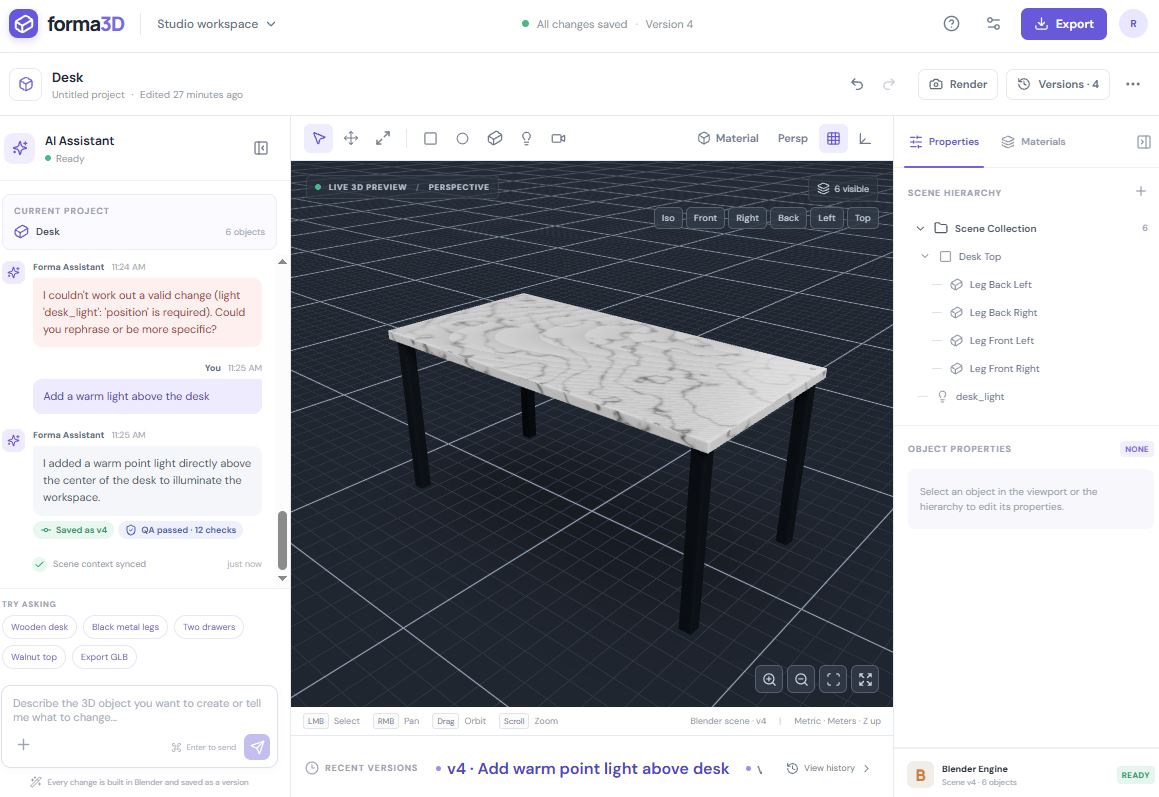 forma3D
Studio workspace
All changes saved · Version 4
Export
R
Desk
Untitled project · Edited 27 minutes ago
Render
Versions · 4
AI Assistant
Ready
CURRENT PROJECT
Desk
6 objects
Forma Assistant 11:24 AM
I couldn't work out a valid change (light
'desk_light': 'position' is required). Could
you rephrase or be more specific?
You 11:25 AM
Add a warm light above the desk
Forma Assistant 11:25 AM
I added a warm point light directly above
the center of the desk to illuminate the
workspace.
Saved as v4
QA passed · 12 checks
Scene context synced
just now
TRY ASKING
Wooden desk
Black metal legs
Two drawers
Walnut top
Export GLB
Describe the 3D object you want to create or tell
me what to change...
Enter to send
Every change is built in Blender and saved as a version
Material
Persp
LIVE 3D PREVIEW / PERSPECTIVE
6 visible
Iso
Front
Right
Back
Left
Top
LMB Select
RMB Pan
Drag Orbit
Scroll Zoom
Blender scene · v4 | Metric · Meters · Z up
RECENT VERSIONS
v4 · Add warm point light above desk
View history
Properties
Materials
SCENE HIERARCHY
Scene Collection
6
Desk Top
Leg Back Left
Leg Back Right
Leg Front Left
Leg Front Right
desk_light
OBJECT PROPERTIES
NONE
Select an object in the viewport or the
hierarchy to edit its properties.
B
Blender Engine
Scene v4 · 6 objects
READY